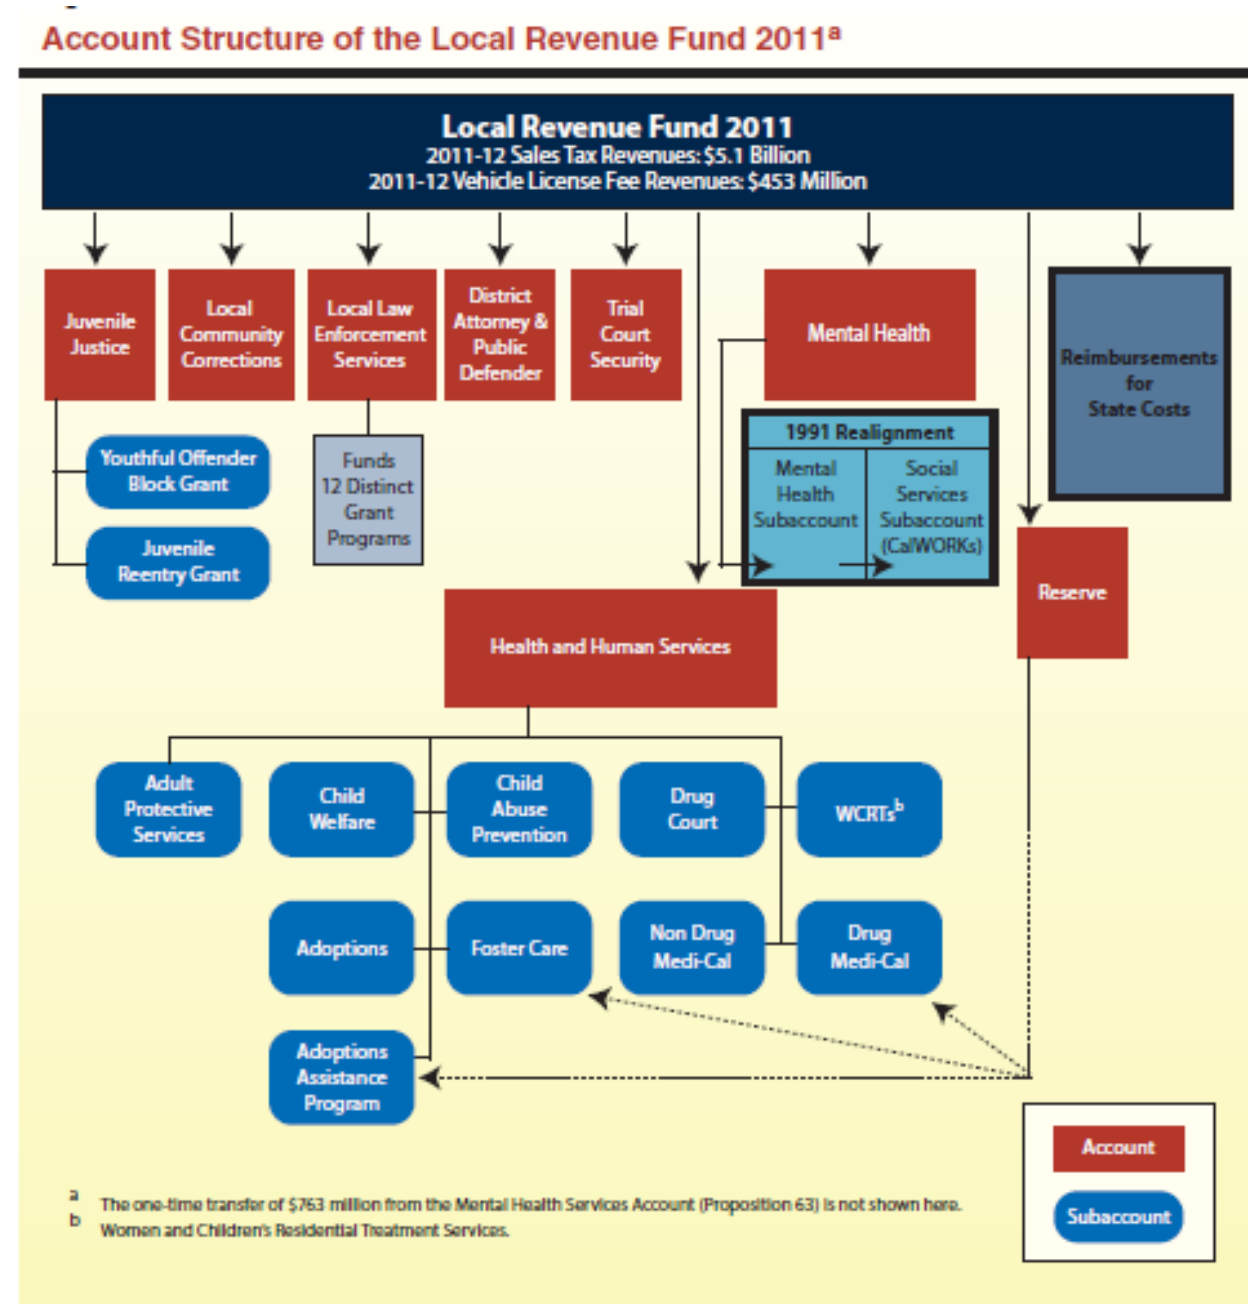 Account Structure of the Local Revenue Fund 2011a
Local Revenue Fund 2011
2011-12 Sales Tax Revenues: $5.1 Billion
2011-12 Vehicle License Fee Revenues: $453 Million
Juvenile
Justice
Local
Community
Corrections
Local Law
Enforcement
Services
District
Attorney &
Public
Defender
Trial
Court
Security
Mental Health
Reimbursements
for
State Costs
Youthful Offender
Block Grant
Juvenile
Reentry Grant
Funds
12 Distinct
Grant
Programs
1991 Realignment
Mental
Health
Subaccount
Social
Services
Subaccount
(CalWORKs)
Reserve
Health and Human Services
Adult
Protective
Services
Child
Welfare
Child
Abuse
Prevention
Drug
Court
WCRTsb
Adoptions
Foster Care
Non Drug
Medi-Cal
Drug
Medi-Cal
Adoptions
Assistance
Program
Account
Subaccount
a The one-time transfer of $763 million from the Mental Health Services Account (Proposition 63) is not shown here.
b Women and Children's Residential Treatment Services.